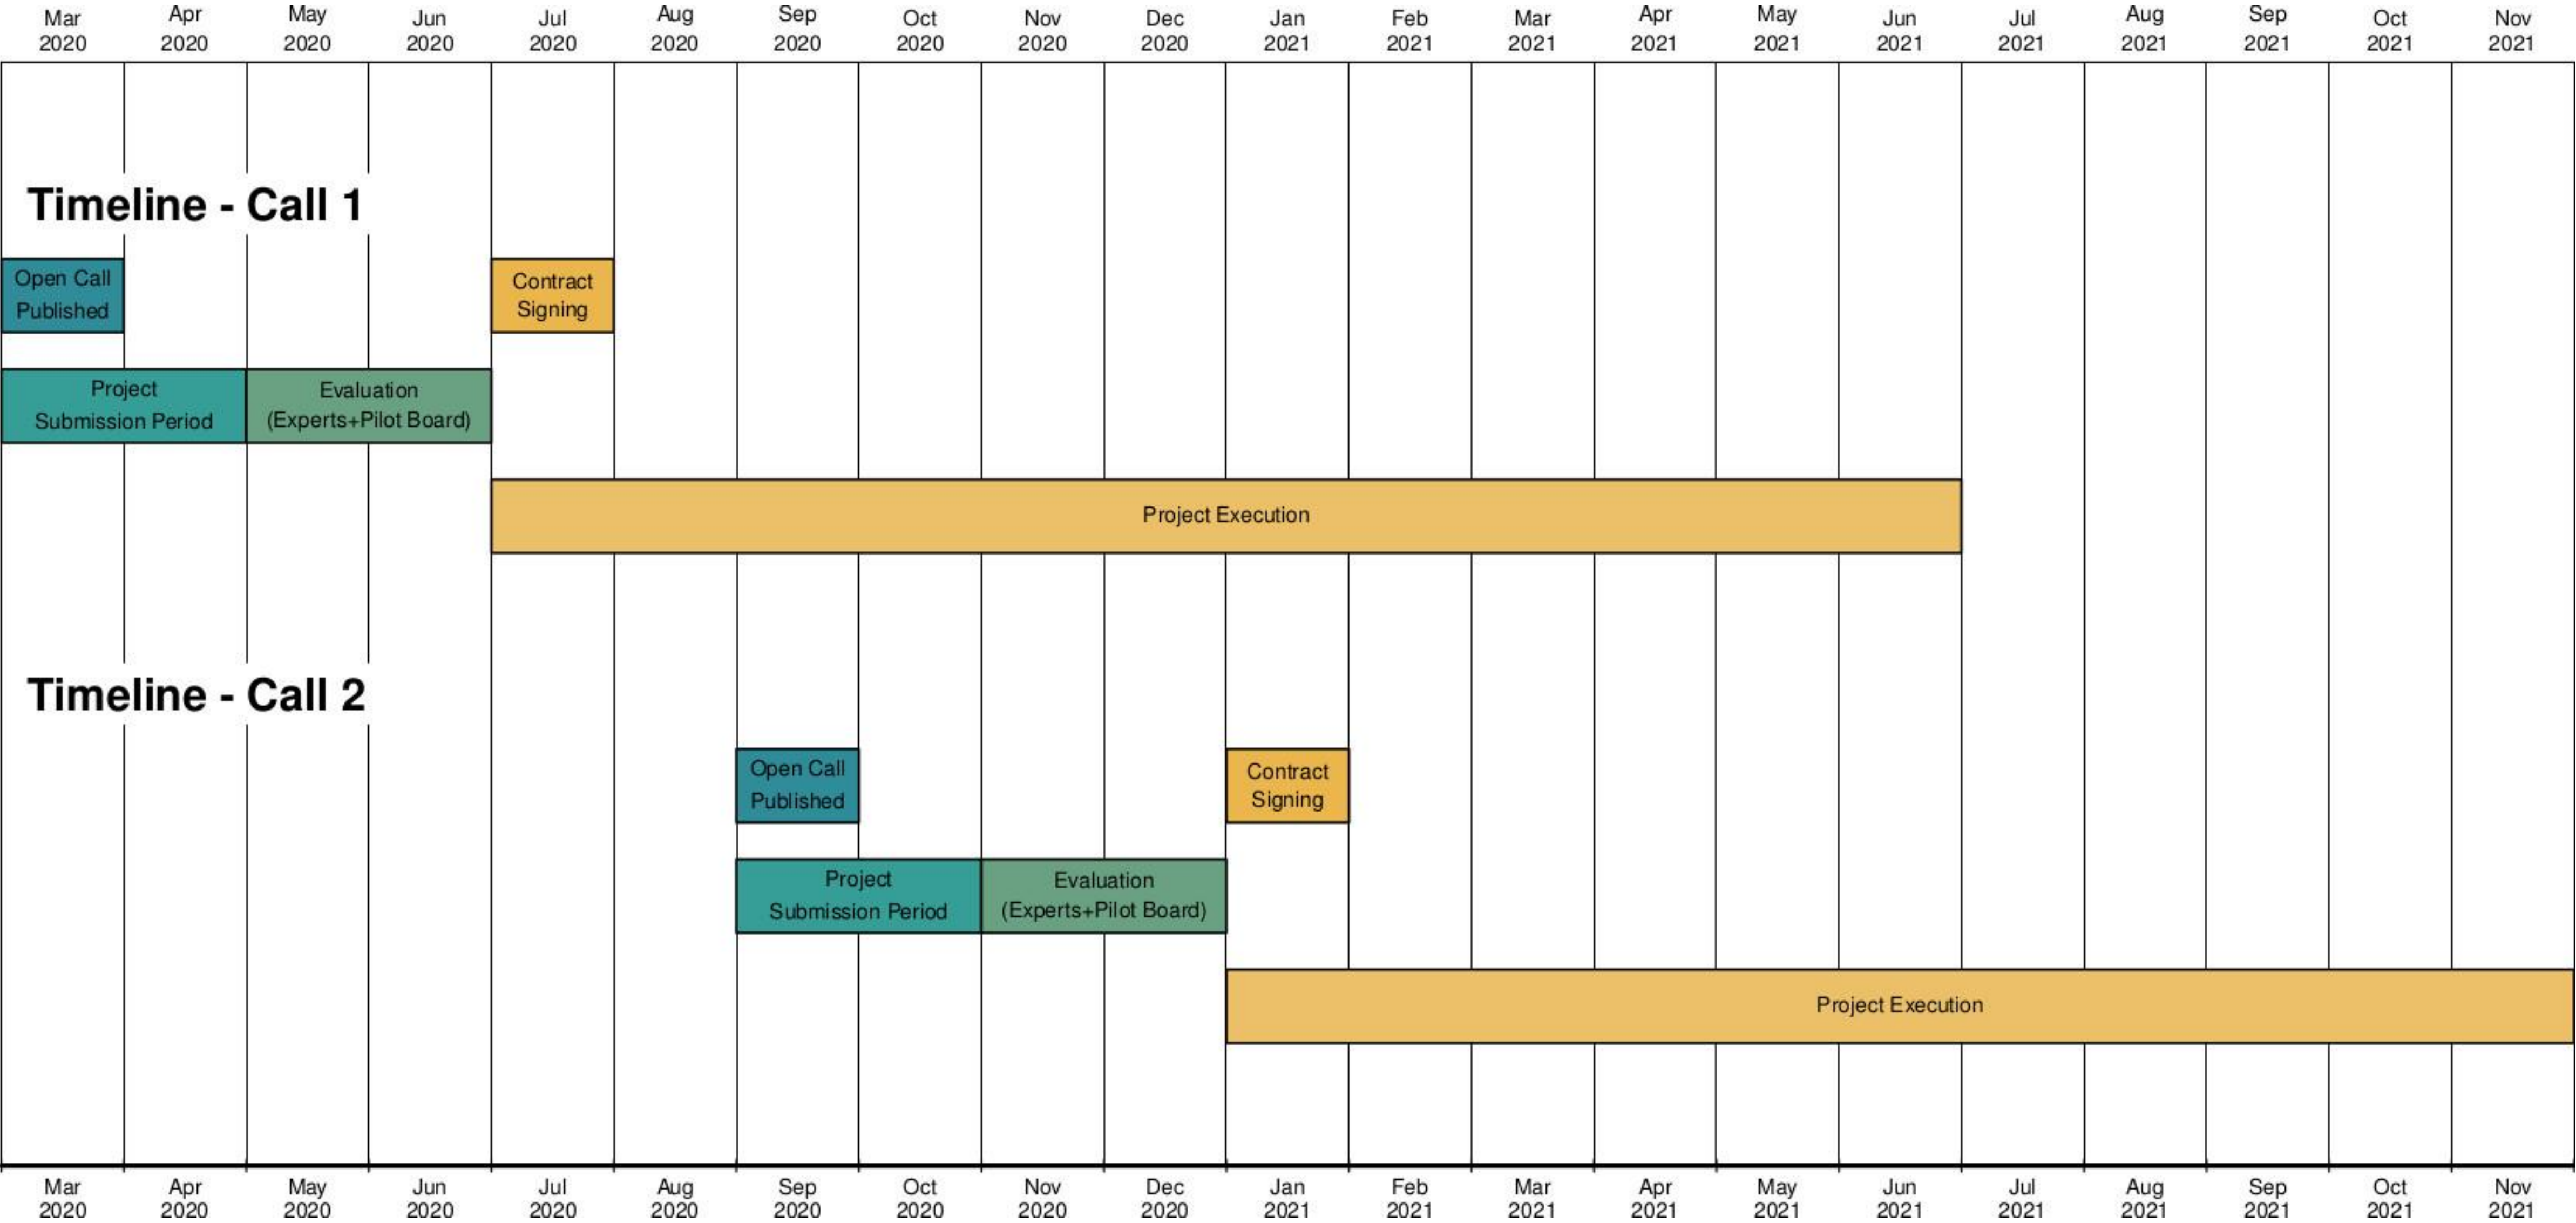 Mar Apr May Jun Jul Aug Sep Oct Nov Dec Jan Feb Mar Apr May Jun Jul Aug Sep Oct Nov
2020 2020 2020 2020 2020 2020 2020 2020 2020 2020 2021 2021 2021 2021 2021 2021 2021 2021 2021 2021 2021
Timeline - Call 1
Open Call
Published
Contract
Signing
Project
Submission Period
Evaluation
(Experts+Pilot Board)
Project Execution
Timeline - Call 2
Open Call
Published
Contract
Signing
Project
Submission Period
Evaluation
(Experts+Pilot Board)
Project Execution
Mar Apr May Jun Jul Aug Sep Oct Nov Dec Jan Feb Mar Apr May Jun Jul Aug Sep Oct Nov
2020 2020 2020 2020 2020 2020 2020 2020 2020 2020 2021 2021 2021 2021 2021 2021 2021 2021 2021 2021 2021